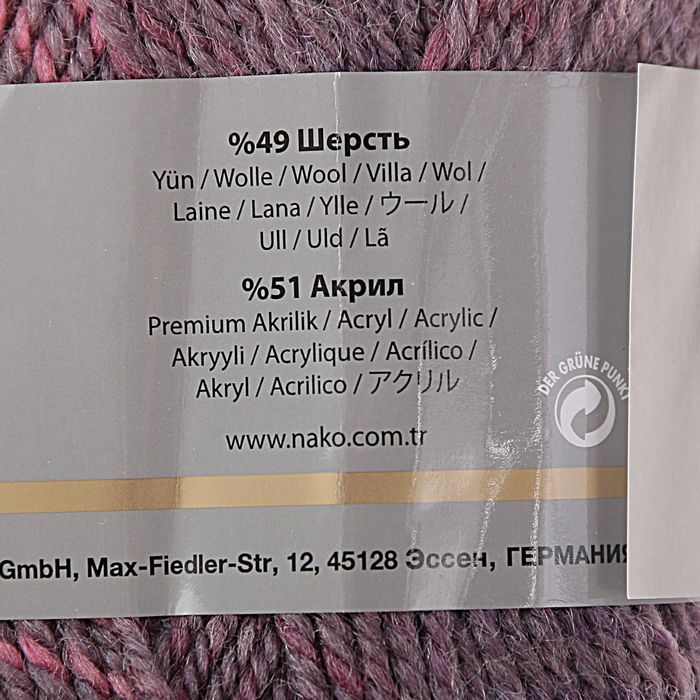 %49 Шерсть
Yün / Wolle / Wool / Villa / Wol /
Laine / Lana / Ylle / ウール /
Ull / Uld / Lã
%51 Акрил
Premium Akrilik / Acryl / Acrylic /
Akryyli / Acrylique / Acrílico /
Akryl / Acrilico / アクリル
DER GRÜNE PUNKT
www.nako.com.tr
GmbH, Max-Fiedler-Str, 12, 45128 Эссен, ГЕРМАНИЯ